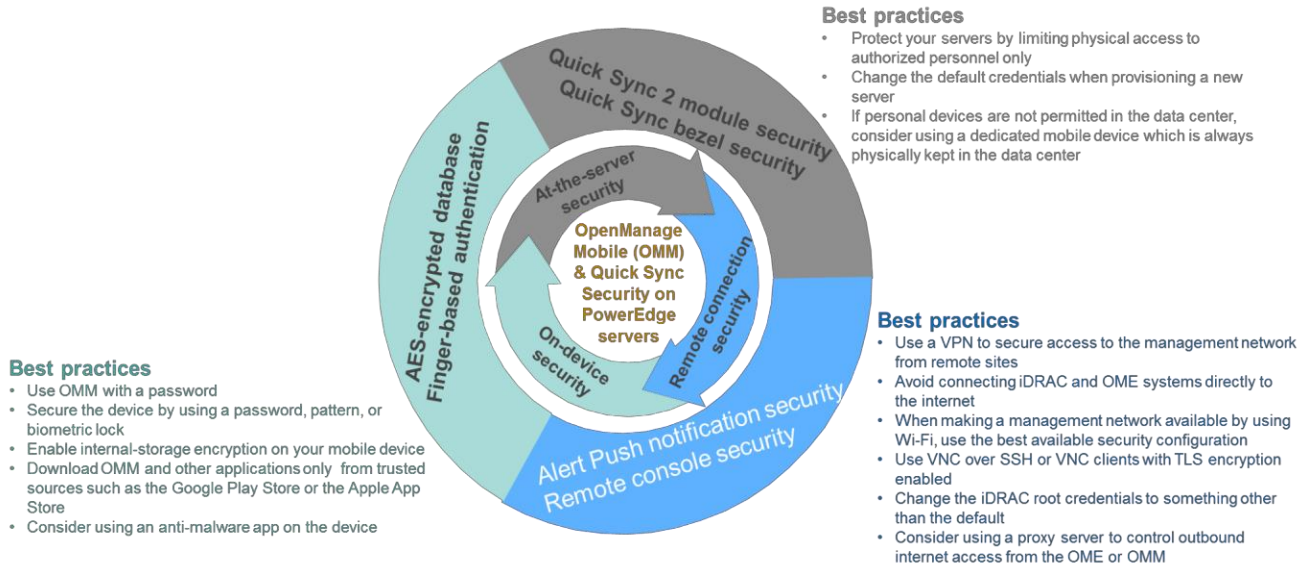 Best practices
• Protect your servers by limiting physical access to
authorized personnel only
• Change the default credentials when provisioning a new
server
• If personal devices are not permitted in the data center,
consider using a dedicated mobile device which is always
physically kept in the data center
Quick Sync 2 module security
Quick Sync bezel security
AES-encrypted database
Finger-based authentication
At-the-server
security
OpenManage
Mobile (OMM)
& Quick Sync
Security on
PowerEdge
servers
Remote connection
security
On-device
security
Alert Push notification security
Remote console security
Best practices
• Use OMM with a password
• Secure the device by using a password, pattern, or
biometric lock
• Enable internal-storage encryption on your mobile device
• Download OMM and other applications only from trusted
sources such as the Google Play Store or the Apple App
Store
• Consider using an anti-malware app on the device
Best practices
• Use a VPN to secure access to the management network
from remote sites
• Avoid connecting iDRAC and OME systems directly to
the internet
• When making a management network available by using
Wi-Fi, use the best available security configuration
• Use VNC over SSH or VNC clients with TLS encryption
enabled
• Change the iDRAC root credentials to something other
than the default
• Consider using a proxy server to control outbound
internet access from the OME or OMM